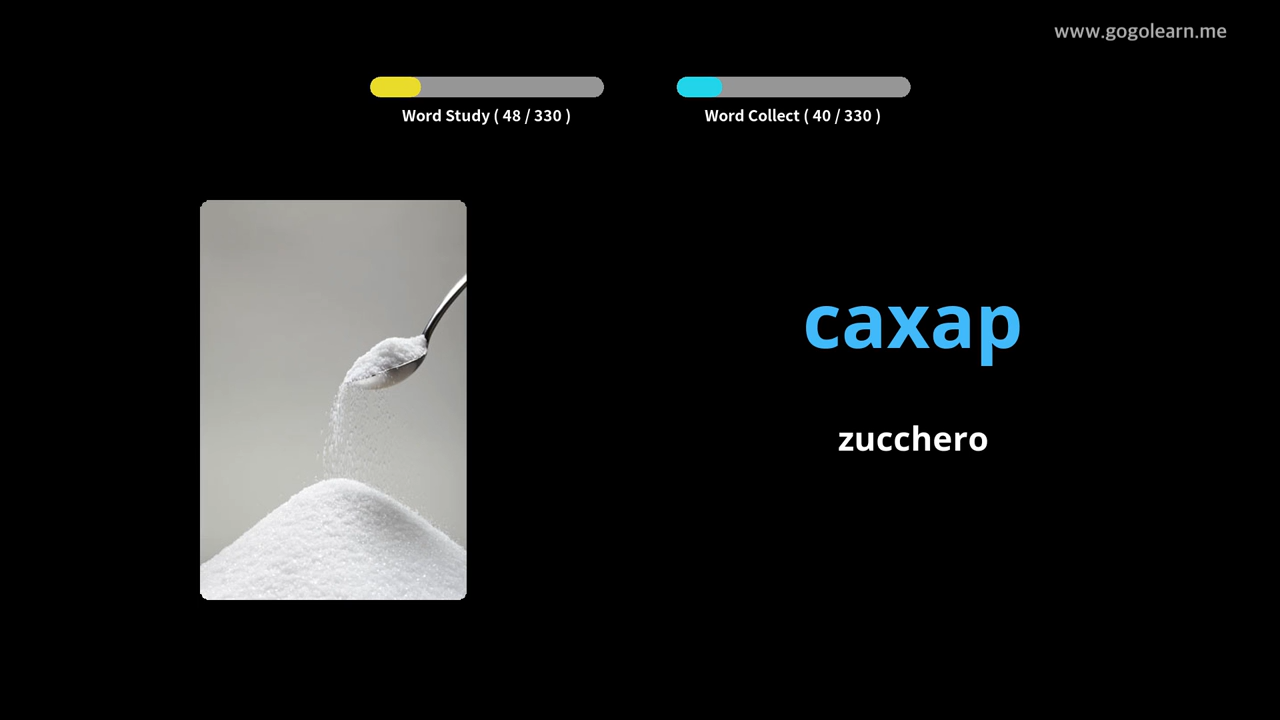 www.gogolearn.me
Word Study ( 48 / 330 )
Word Collect ( 40 / 330 )
сахар
zucchero